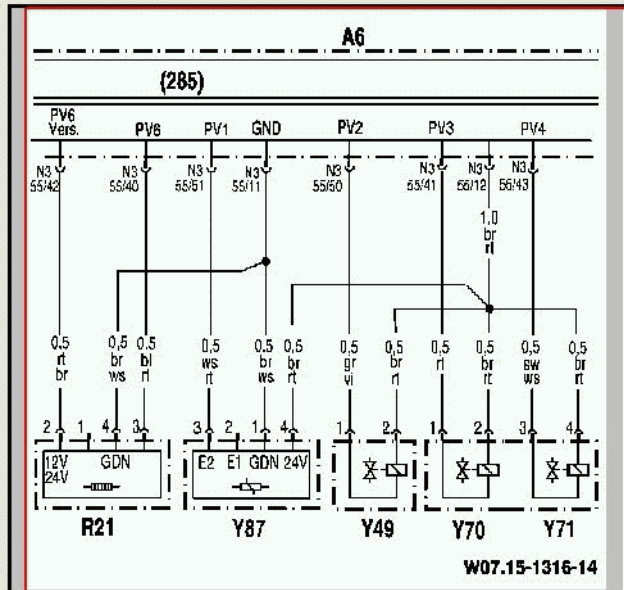 A6
(285)
PV6
Vers. PV6 PV1 GND PV2 PV3 PV4
N3 N3 N3 N3 N3 N3 N3 N3
55/42 55/40 55/51 55/11 55/50 55/41 55/12 55/43
1,0
br
rt
0,5 0,5 0,5 0,5 0,5 0,5 0,5 0,5 0,5 0,5 0,5 0,5
rt br bl ws br br gr br rt br sw br
br ws rt rt ws rt vi rt rt ws rt
2 1 4 3 3 2 1 4 1 2 1 2 3 4
12V GDN E2 E1 GDN 24V
24V
R21 Y87 Y49 Y70 Y71
W07.15-1316-14